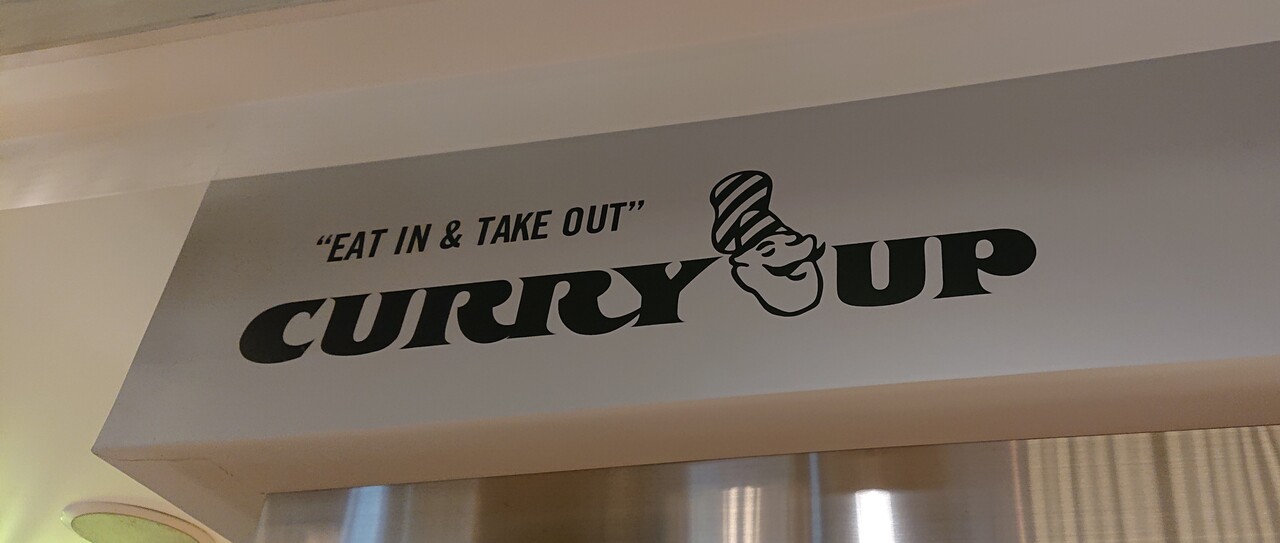 “EAT IN & TAKE OUT”
CURRY UP